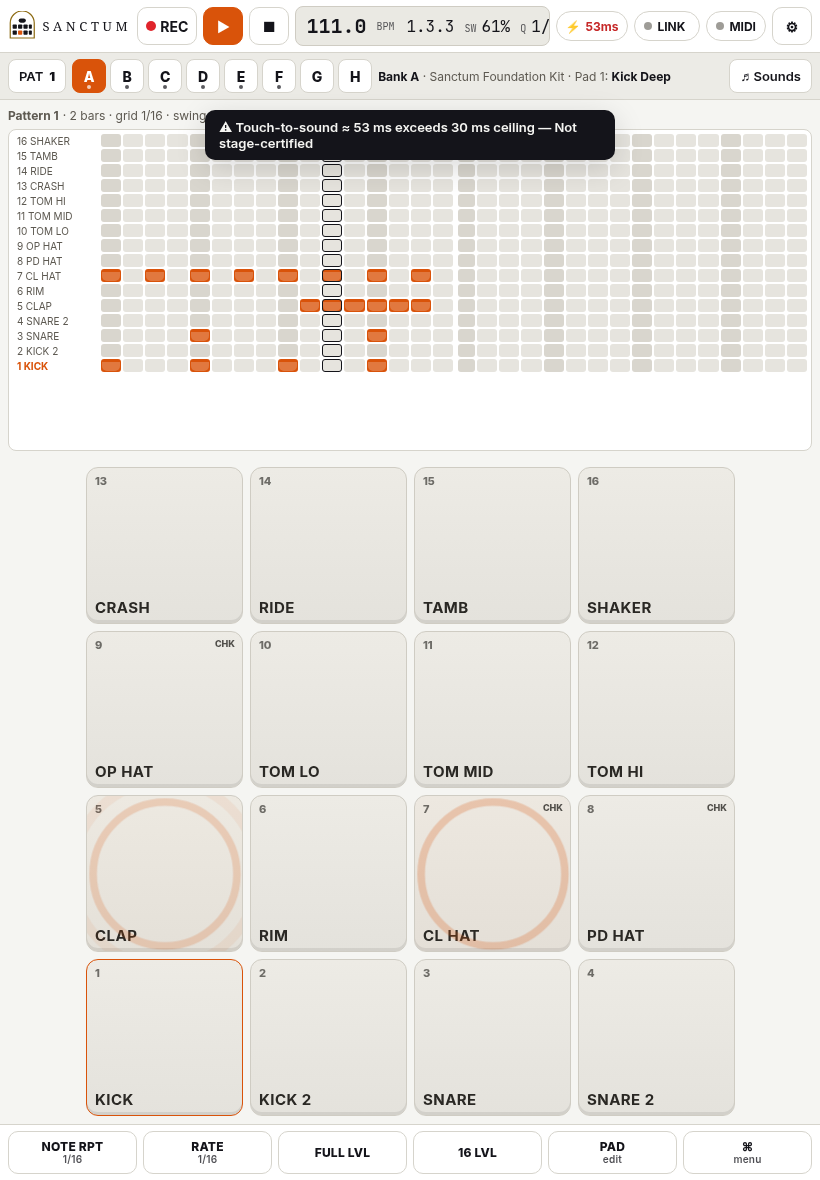 SANCTUM
REC
111.0 BPM 1.3.3 SW 61% Q 1/
⚡ 53ms
LINK
MIDI
PAT 1
A
B
C
D
E
F
G
H
Bank A · Sanctum Foundation Kit · Pad 1: Kick Deep
♬ Sounds
Pattern 1 · 2 bars · grid 1/16 · swing
⚠ Touch-to-sound ≈ 53 ms exceeds 30 ms ceiling — Not
stage-certified
16 SHAKER
15 TAMB
14 RIDE
13 CRASH
12 TOM HI
11 TOM MID
10 TOM LO
9 OP HAT
8 PD HAT
7 CL HAT
6 RIM
5 CLAP
4 SNARE 2
3 SNARE
2 KICK 2
1 KICK
13
14
15
16
CRASH
RIDE
TAMB
SHAKER
9 CHK
10
11
12
OP HAT
TOM LO
TOM MID
TOM HI
5
6
7 CHK
8 CHK
CLAP
RIM
CL HAT
PD HAT
1
2
3
4
KICK
KICK 2
SNARE
SNARE 2
NOTE RPT
1/16
RATE
1/16
FULL LVL
16 LVL
PAD
edit
⌘
menu